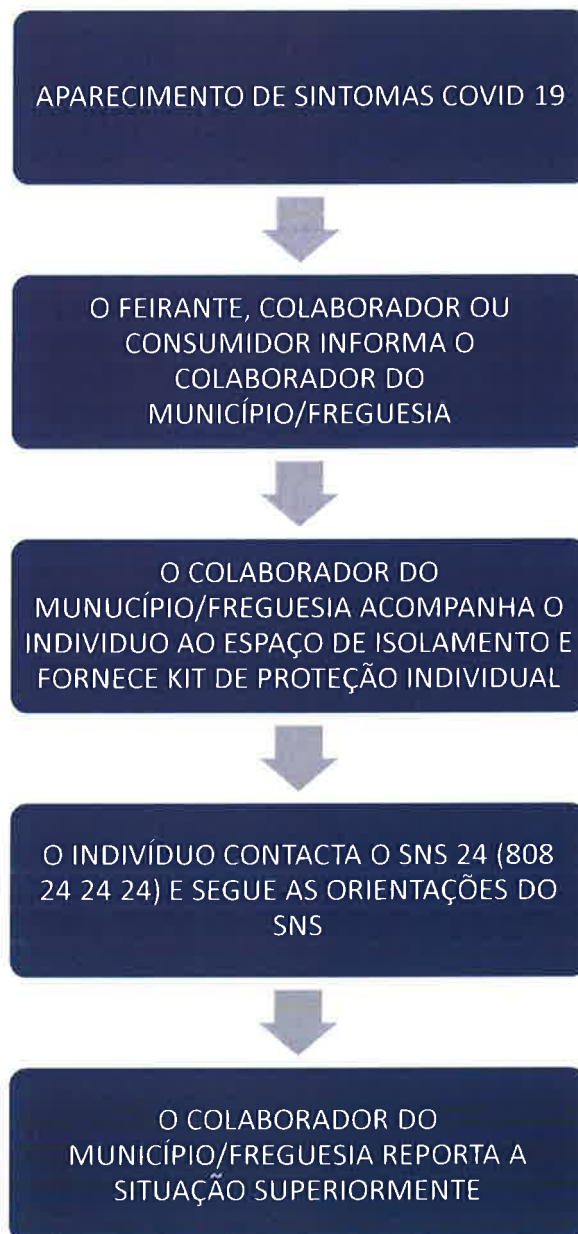 APARECIMENTO DE SINTOMAS COVID 19
O FEIRANTE, COLABORADOR OU
CONSUMIDOR INFORMA O
COLABORADOR DO
MUNICÍPIO/FREGUESIA
O COLABORADOR DO
MUNUCÍPIO/FREGUESIA ACOMPANHA O
INDIVIDUO AO ESPAÇO DE ISOLAMENTO E
FORNECE KIT DE PROTEÇÃO INDIVIDUAL
O INDIVÍDUO CONTACTA O SNS 24 (808
24 24 24) E SEGUE AS ORIENTAÇÕES DO
SNS
O COLABORADOR DO
MUNICÍPIO/FREGUESIA REPORTA A
SITUAÇÃO SUPERIORMENTE